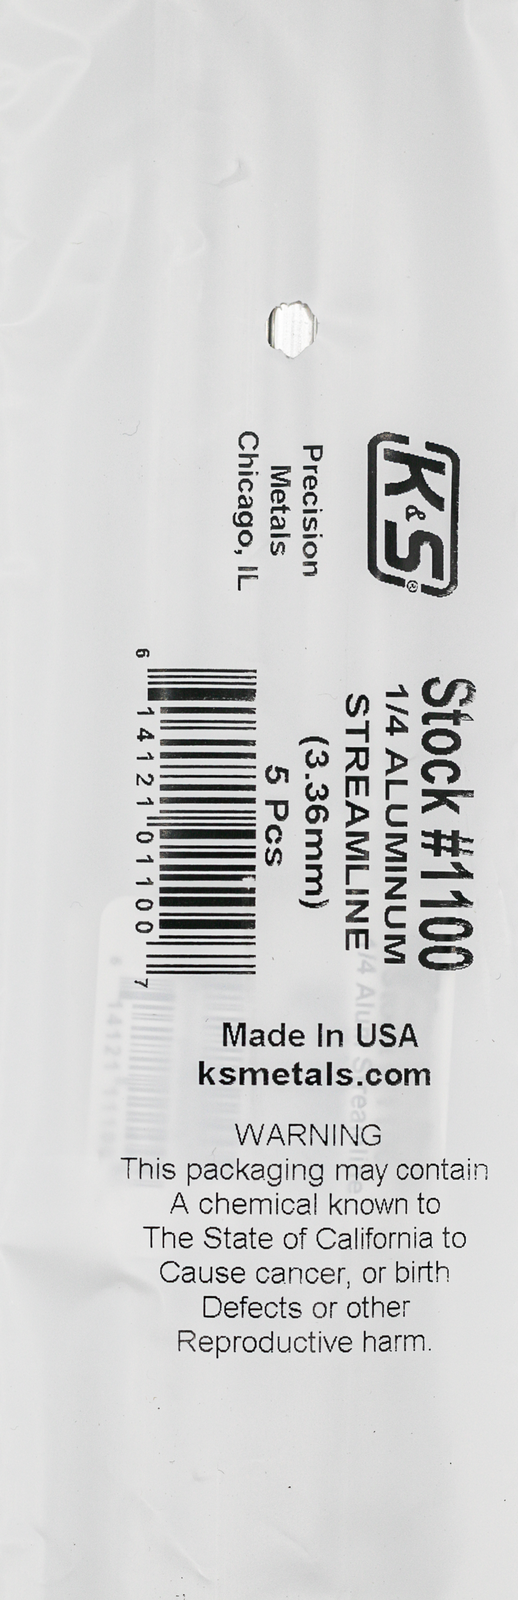 K&S®
Precision
Metals
Chicago, IL
Stock #1100
1/4 ALUMINUM
STREAMLINE
(3.36mm)
5 Pcs
6 14121 01100 7
Made In USA
ksmetals.com
WARNING
This packaging may contain
A chemical known to
The State of California to
Cause cancer, or birth
Defects or other
Reproductive harm.